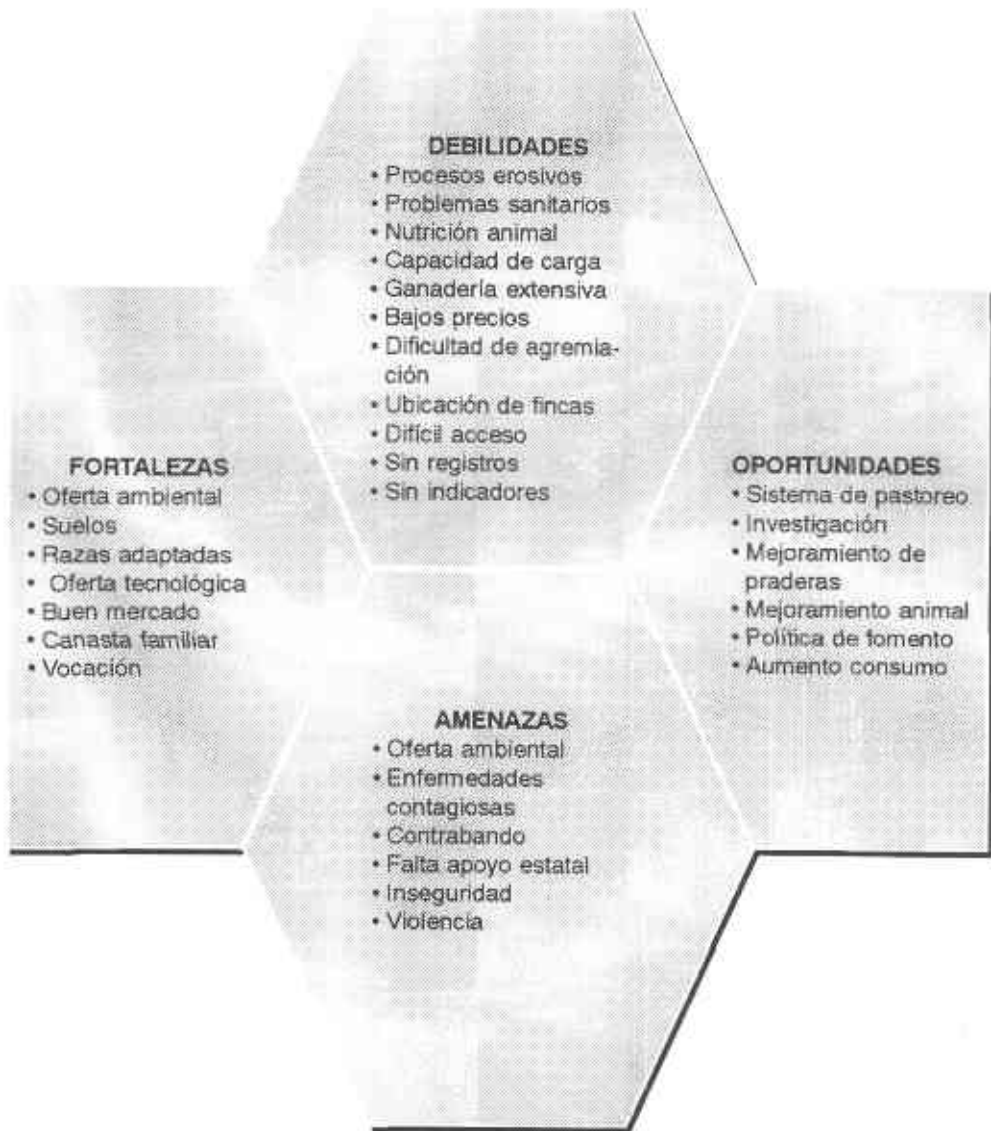 DEBILIDADES
• Procesos erosivos
• Problemas sanitarios
• Nutrición animal
• Capacidad de carga
• Ganadería extensiva
• Bajos precios
• Dificultad de agremia-
ción
• Ubicación de fincas
• Difícil acceso
• Sin registros
• Sin indicadores
FORTALEZAS
• Oferta ambiental
• Suelos
• Razas adaptadas
• Oferta tecnológica
• Buen mercado
• Canasta familiar
• Vocación
OPORTUNIDADES
• Sistema de pastoreo
• Investigación
• Mejoramiento de
praderas
• Mejoramiento animal
• Política de fomento
• Aumento consumo
AMENAZAS
• Oferta ambiental
• Enfermedades
contagiosas
• Contrabando
• Falta apoyo estatal
• Inseguridad
• Violencia